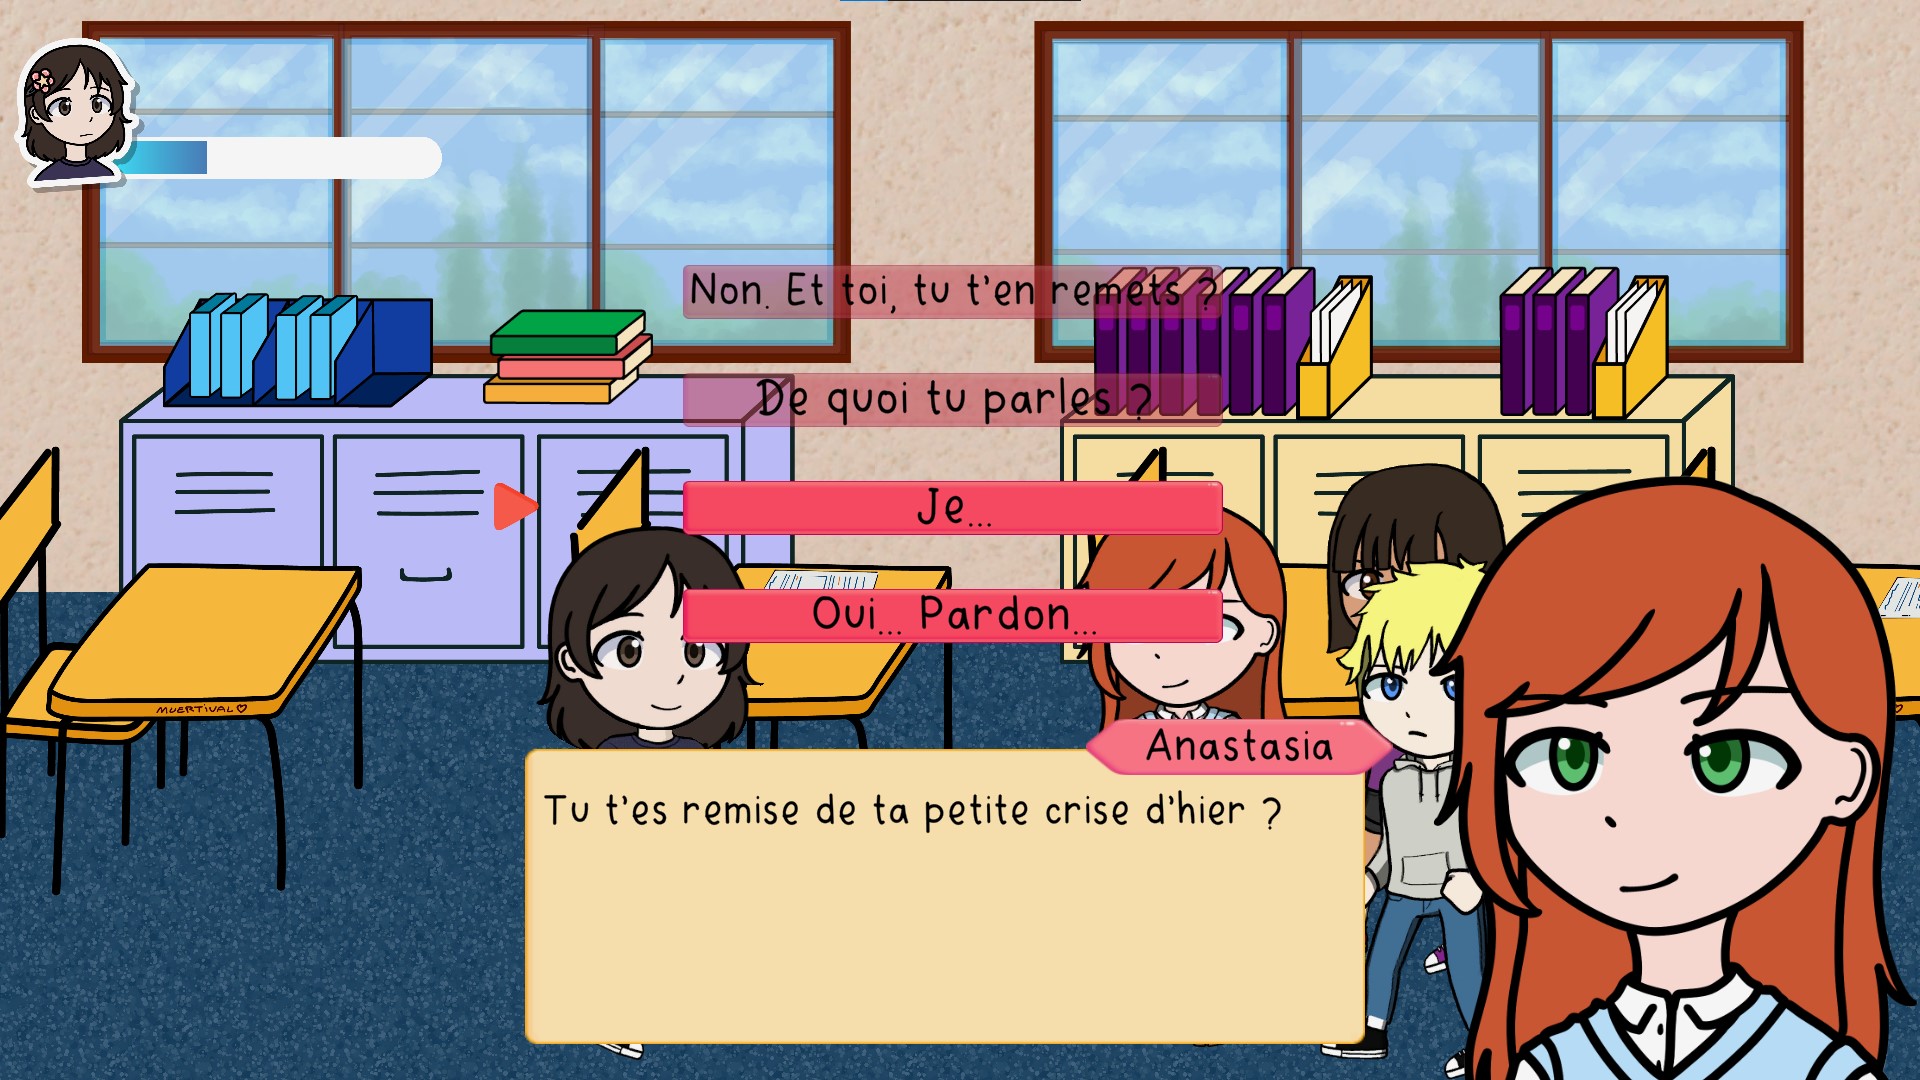 Non. Et toi, tu t'en remets ?
De quoi tu parles ?
Je...
Oui... Pardon...
MUERTIVAL♡
Anastasia
Tu t'es remise de ta petite crise d'hier ?